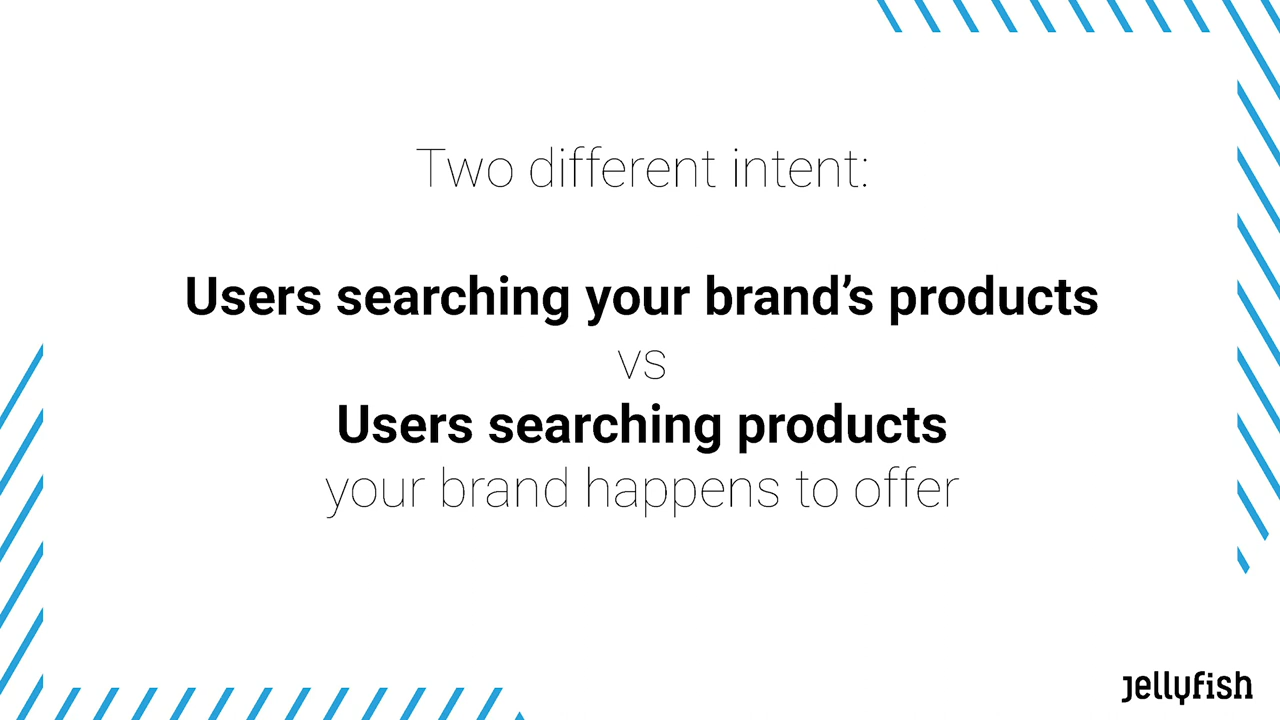 Two different intent:
Users searching your brand’s products
vs
Users searching products
your brand happens to offer
jellyfish